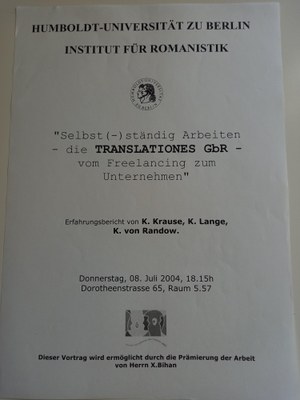 HUMBOLDT-UNIVERSITÄT ZU BERLIN
INSTITUT FÜR ROMANISTIK
"Selbst(-)ständig Arbeiten
- die TRANSLATIONES GbR -
vom Freelancing zum
Unternehmen"
Erfahrungsbericht von K. Krause, K. Lange,
K. von Randow.
Donnerstag, 08. Juli 2004, 18.15h
Dorotheenstrasse 65, Raum 5.57
Dieser Vortrag wird ermöglicht durch die Prämierung der Arbeit
von Herrn X.Bihan